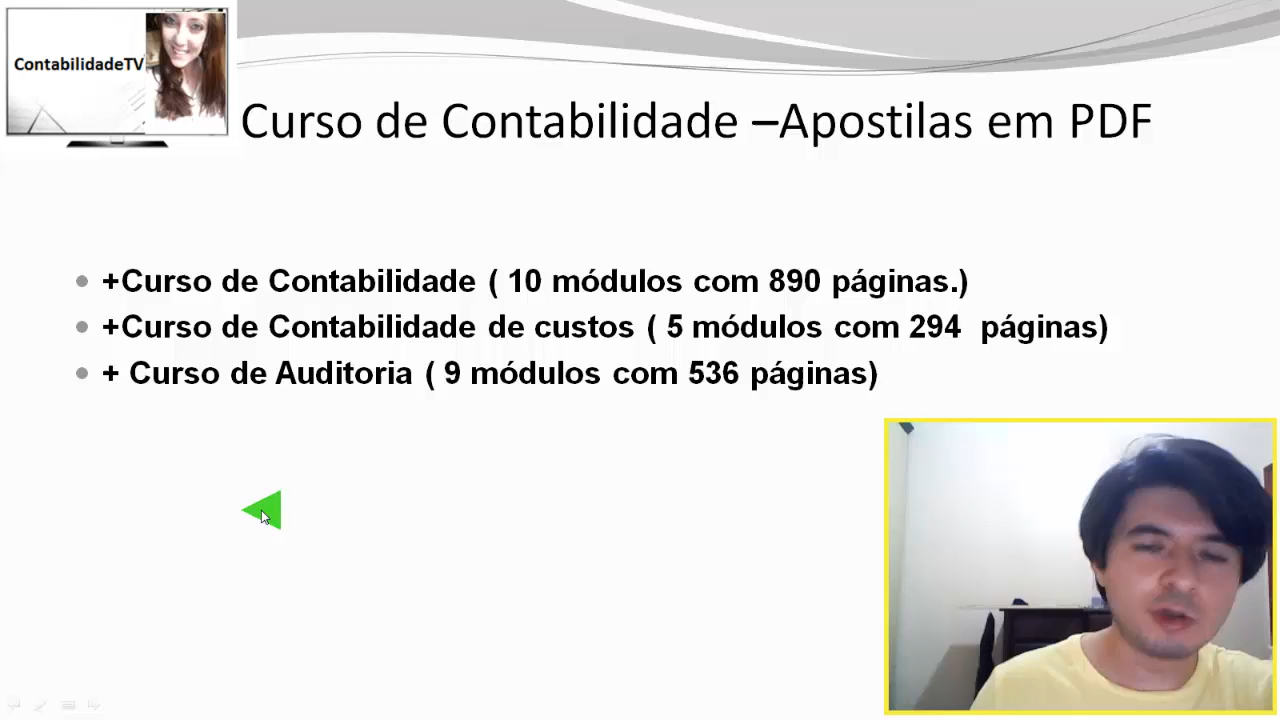 ContabilidadeTV
Curso de Contabilidade –Apostilas em PDF
+Curso de Contabilidade ( 10 módulos com 890 páginas.)
+Curso de Contabilidade de custos ( 5 módulos com 294 páginas)
+ Curso de Auditoria ( 9 módulos com 536 páginas)